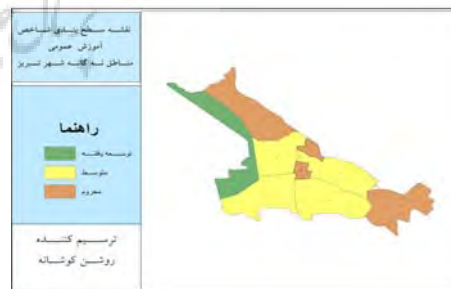 نقشه سطح بندی شاخص
آموزش عمومی
مناطق نه گانه شهر تبریز
راهنما
توسعه یافته
متوسط
محروم
ترسیم کننده
روشن کوشانه